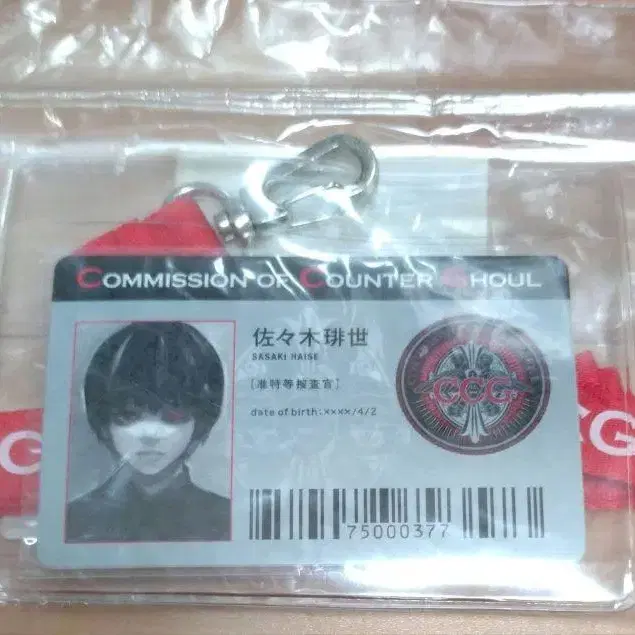 COMMISSION OF COUNTER GHOUL
佐々木琲世
SASAKI HAISE
[准特等捜査官]
date of birth:××××/4/2
CCG
75000377
CG
CG